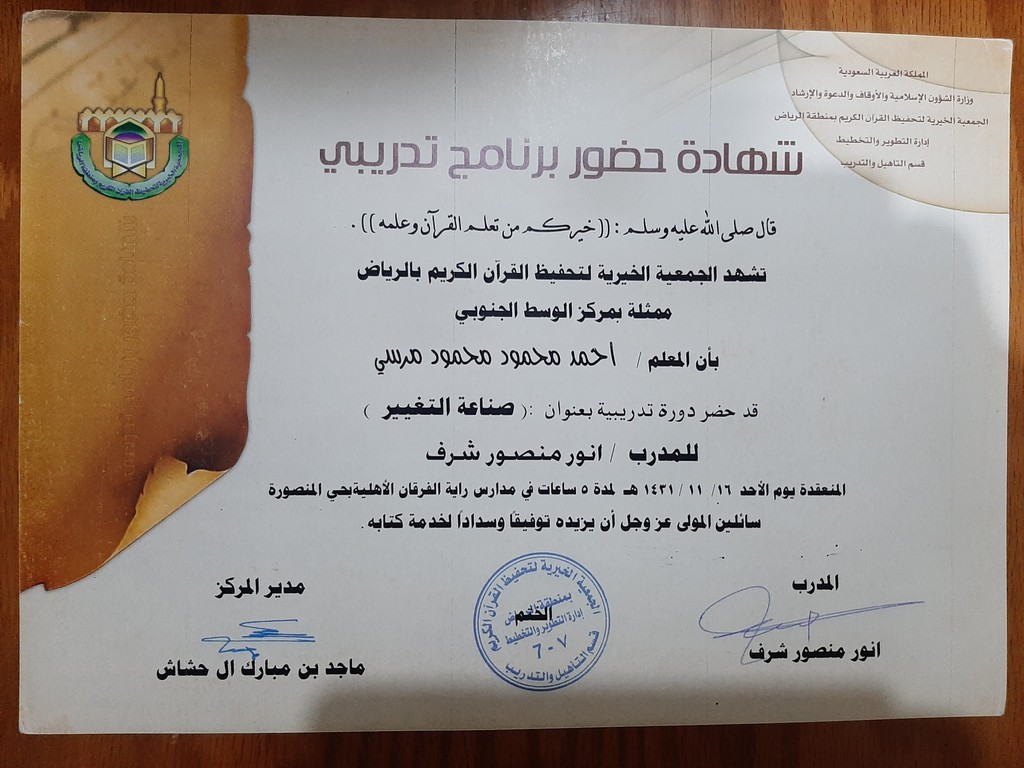 المملكة العربية السعودية
وزارة الشؤون الإسلامية والأوقاف والدعوة والإرشاد
الجمعية الخيرية لتحفيظ القرآن الكريم بمنطقة الرياض
إدارة التطوير والتخطيط
قسم التاهيل والتدريب
شهادة حضور برنامج تدريبي
قال صلى الله عليه وسلم : ((خيركم من تعلم القرآن وعلمه)) .
تشهد الجمعية الخيرية لتحفيظ القرآن الكريم بالرياض
ممثلة بمركز الوسط الجنوبي
بأن المعلم / احمد محمود محمود مرسي
قد حضر دورة تدريبية بعنوان :( صناعة التغيير )
للمدرب / انور منصور شرف
المنعقدة يوم الأحد ١٦/ ١١ / ١٤٣١ هـ لمدة ٥ ساعات في مدارس راية الفرقان الأهلية بحي المنصورة
سائلين المولى عز وجل أن يزيده توفيقا وسدادا لخدمة كتابه .
المدرب
انور منصور شرف
الختم
الجمعية الخيرية لتحفيظ القرآن الكريم
بمنطقة الرياض
إدارة التطوير والتخطيط
٧ - 7
قسم التاهيل والتدريب
مدير المركز
ماجد بن مبارك ال حشاش